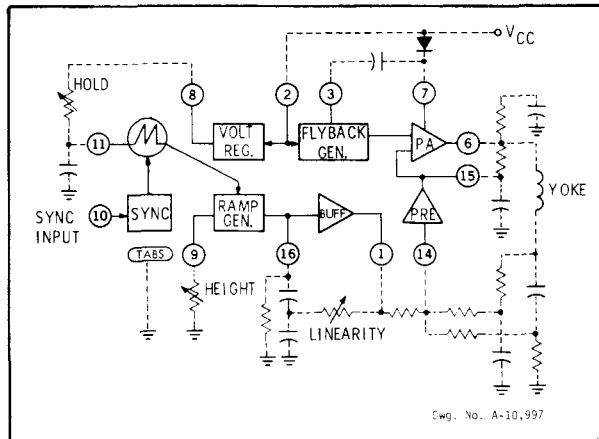 VCC
HOLD
8
2
3
7
11
VOLT
REG.
FLYBACK
GEN.
PA
6
15
YOKE
SYNC
INPUT
10
SYNC
RAMP
GEN.
BUFF
PRE
TABS
9
16
1
14
HEIGHT
LINEARITY
Dwg. No. A-10,997